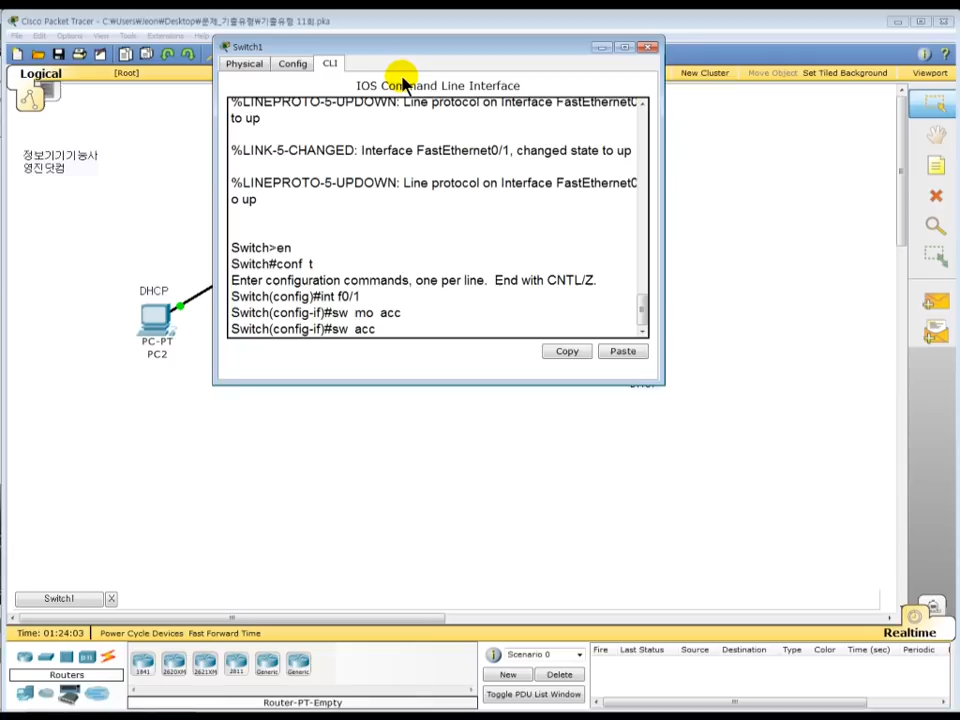 Cisco Packet Tracer - C:₩Users₩Jeon₩Desktop₩문제_기출유형₩기출유형 11회.pka
File Edit Options View Tools Extensions Help
Logical
[Root]
New Cluster
Move Object
Set Tiled Background
Viewport
Switch1
Physical
Config
CLI
IOS Command Line Interface
%LINEPROTO-5-UPDOWN: Line protocol on Interface FastEthernet0
to up
%LINK-5-CHANGED: Interface FastEthernet0/1, changed state to up
%LINEPROTO-5-UPDOWN: Line protocol on Interface FastEthernet0
o up
Switch>en
Switch#conf t
Enter configuration commands, one per line. End with CNTL/Z.
Switch(config)#int f0/1
Switch(config-if)#sw mo acc
Switch(config-if)#sw acc
Copy
Paste
정보기기기능사
영진닷컴
DHCP
PC-PT
PC2
Switch1
Time: 01:24:03
Power Cycle Devices Fast Forward Time
Realtime
Routers
1841
2620XM
2621XM
2811
Generic
Generic
Router-PT-Empty
Scenario 0
New
Delete
Toggle PDU List Window
Fire
Last Status
Source
Destination
Type
Color
Time (sec)
Periodic